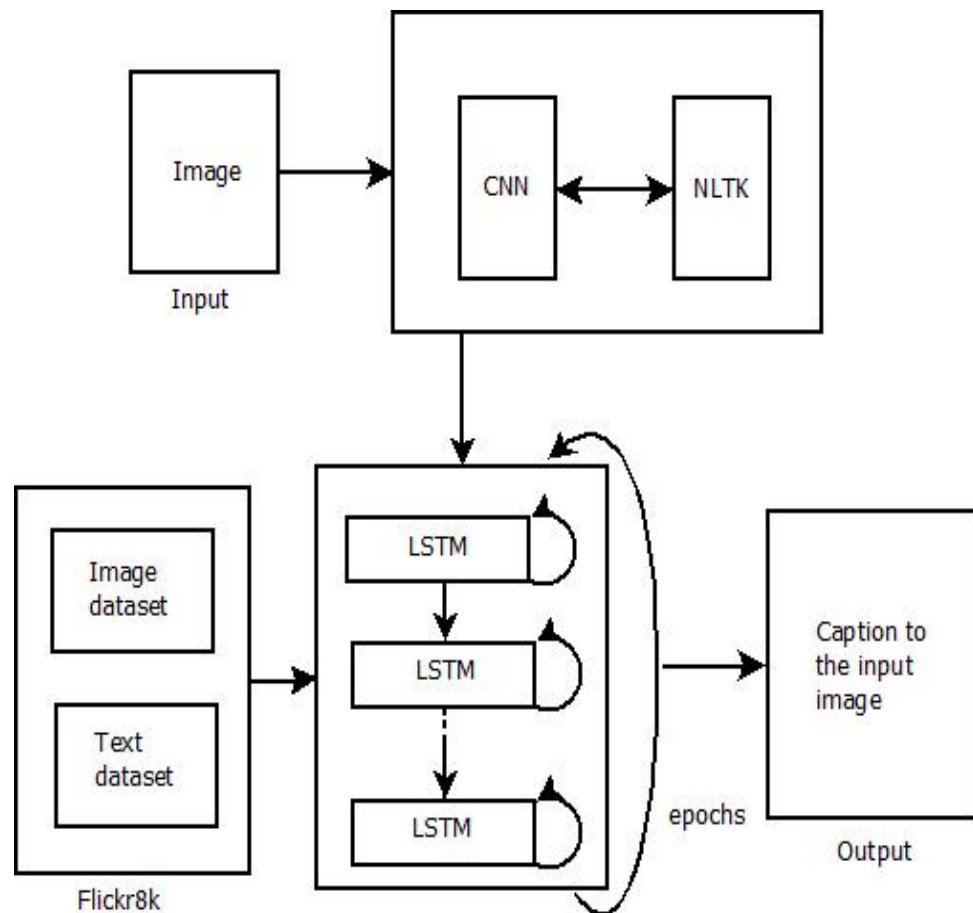 Image
Input
CNN
NLTK
Image
dataset
Text
dataset
Flickr8k
LSTM
LSTM
LSTM
epochs
Caption to
the input
image
Output